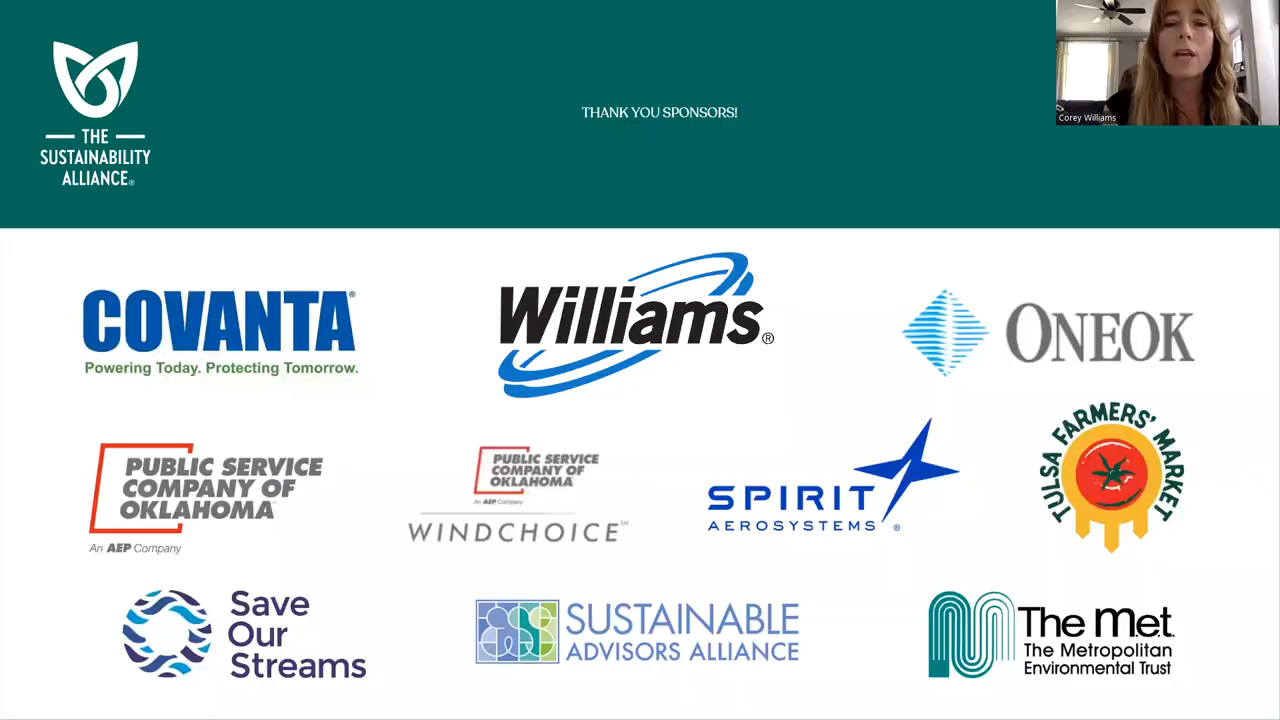 THE
SUSTAINABILITY
ALLIANCE®
THANK YOU SPONSORS!
Corey Williams
COVANTA®
Powering Today. Protecting Tomorrow.
Williams®
ONEOK
PUBLIC SERVICE
COMPANY OF
OKLAHOMA
An AEP Company
PUBLIC SERVICE
COMPANY OF
OKLAHOMA
An AEP Company
WINDCHOICE
SPIRIT
AEROSYSTEMS®
TULSA FARMERS' MARKET
Save
Our
Streams
SUSTAINABLE
ADVISORS ALLIANCE
The m.e.t.
The Metropolitan
Environmental Trust